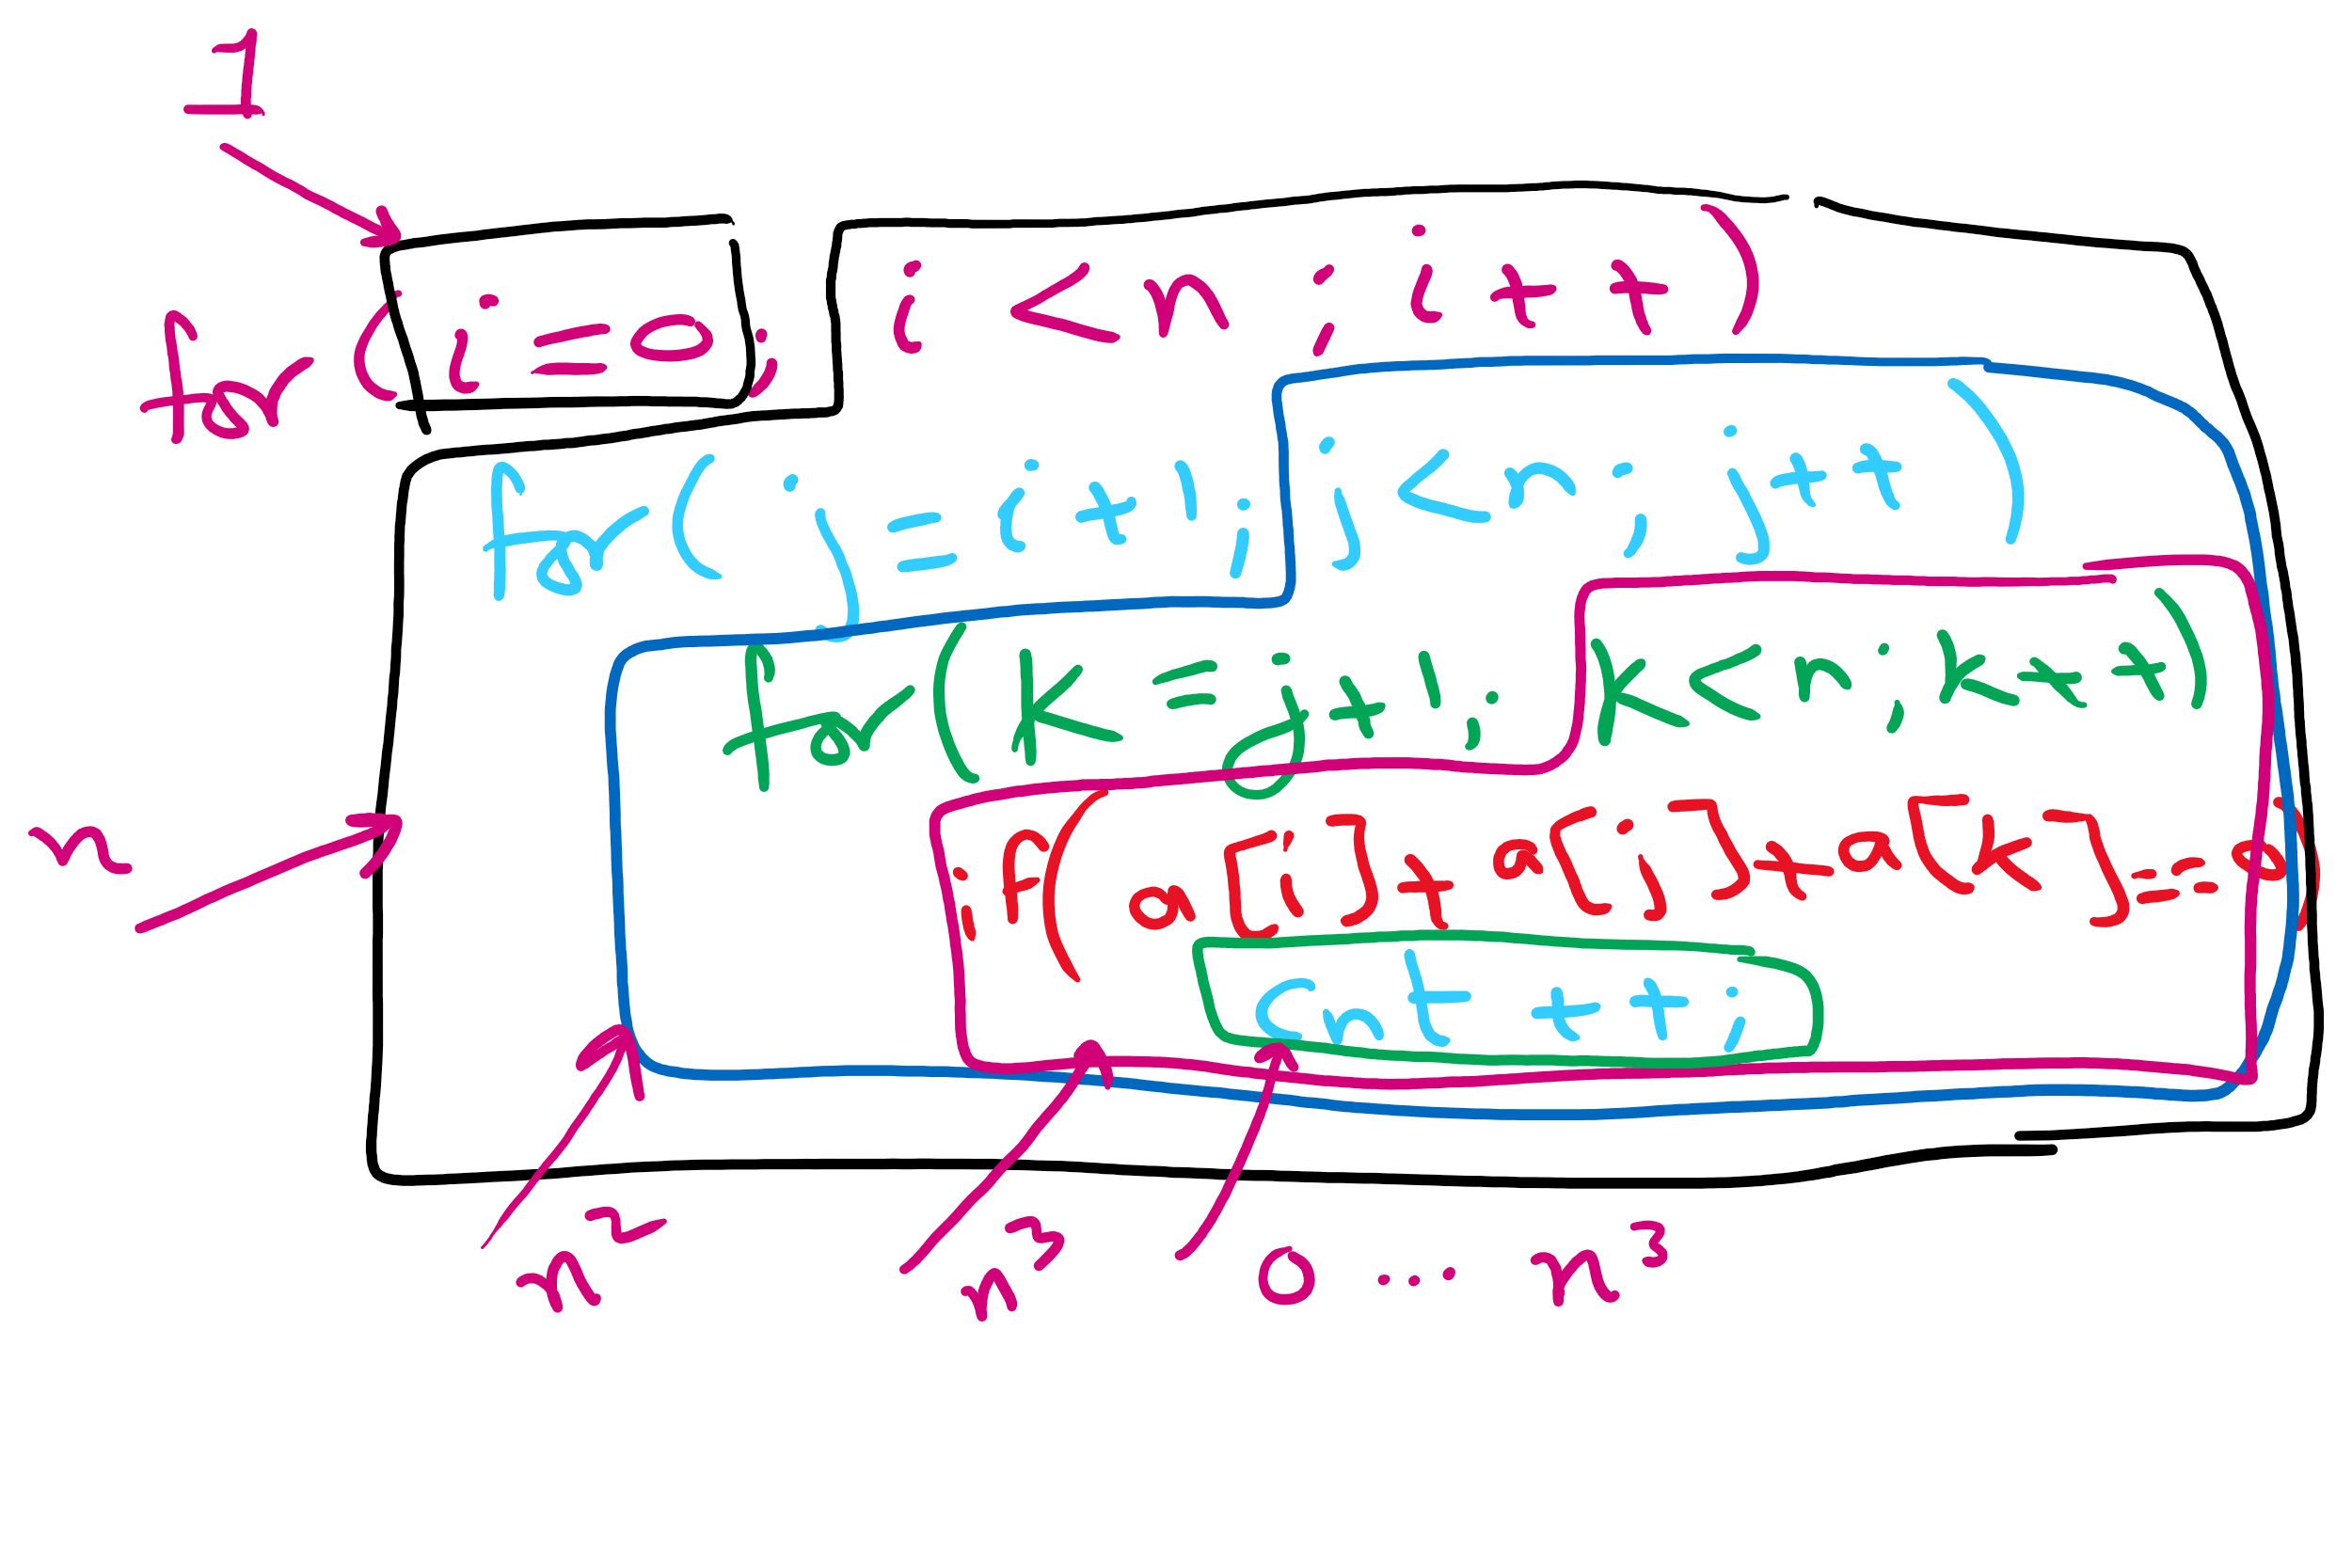 1
for (i = 0; i < n; i++)
for (j = i+1; j < n; j++)
for (k = j+1; k < n; k++)
n
if (a[i]+a[j]+a[k]==0)
cnt ++;
n² n³ 0 ... n³